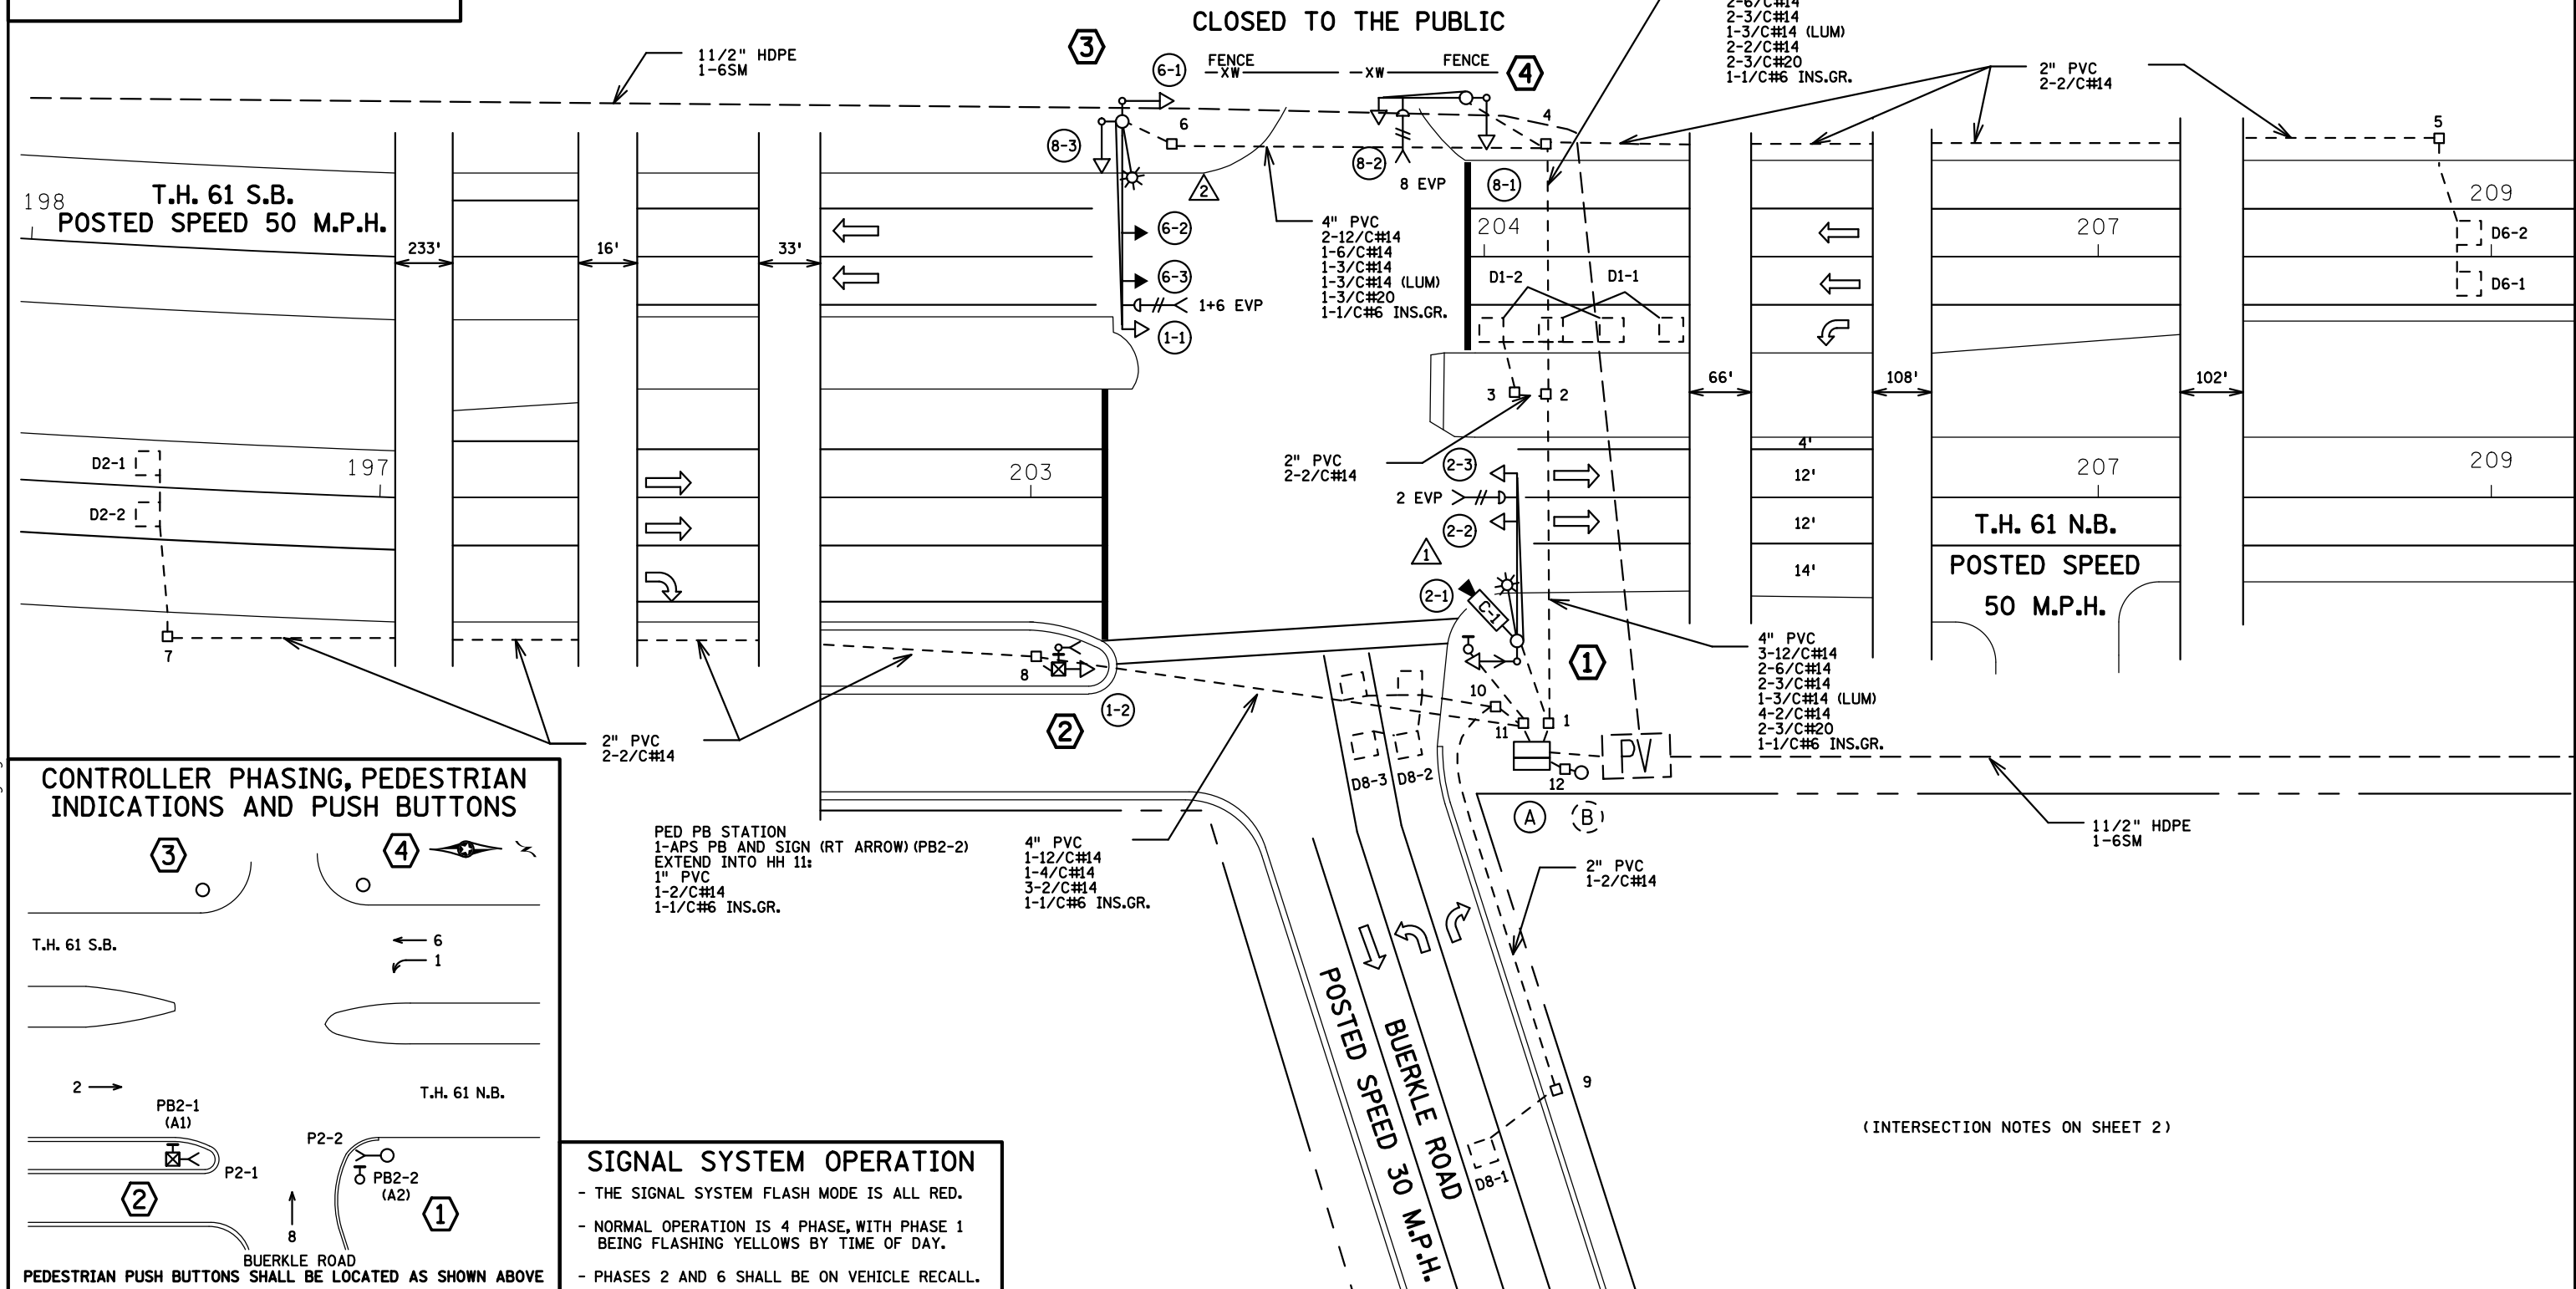 CLOSED TO THE PUBLIC
2-6/C#14
2-3/C#14
1-3/C#14 (LUM)
2-2/C#14
2-3/C#20
1-1/C#6 INS.GR.
11/2" HDPE
1-6SM
3
6-1
FENCE
XW
XW
FENCE
4
2" PVC
2-2/C#14
6
4
5
8-3
8-2
8 EVP
8-1
2
198
T.H. 61 S.B.
POSTED SPEED 50 M.P.H.
233'
16'
33'
6-2
6-3
1+6 EVP
1-1
4" PVC
2-12/C#14
1-6/C#14
1-3/C#14
1-3/C#14 (LUM)
1-3/C#20
1-1/C#6 INS.GR.
204
207
209
D6-2
D6-1
D1-2
D1-1
3
2
66'
108'
102'
D2-1
D2-2
197
203
2" PVC
2-2/C#14
2-3
2 EVP
2-2
1
2-1
C-1
4'
12'
12'
14'
207
209
T.H. 61 N.B.
POSTED SPEED
50 M.P.H.
7
8
1-2
2
10
11
1
1
4" PVC
3-12/C#14
2-6/C#14
2-3/C#14
1-3/C#14 (LUM)
4-2/C#14
2-3/C#20
1-1/C#6 INS.GR.
2" PVC
2-2/C#14
D8-3
D8-2
PV
12
A
B
11/2" HDPE
1-6SM
PED PB STATION
1-APS PB AND SIGN (RT ARROW) (PB2-2)
EXTEND INTO HH 11:
1" PVC
1-2/C#14
1-1/C#6 INS.GR.
4" PVC
1-12/C#14
1-4/C#14
3-2/C#14
1-1/C#6 INS.GR.
2" PVC
1-2/C#14
POSTED SPEED 30 M.P.H.
BUERKLE ROAD
9
D8-1
(INTERSECTION NOTES ON SHEET 2)
CONTROLLER PHASING, PEDESTRIAN
INDICATIONS AND PUSH BUTTONS
3
4
T.H. 61 S.B.
6
1
2
T.H. 61 N.B.
PB2-1
(A1)
P2-2
P2-1
PB2-2
(A2)
2
1
8
BUERKLE ROAD
PEDESTRIAN PUSH BUTTONS SHALL BE LOCATED AS SHOWN ABOVE
SIGNAL SYSTEM OPERATION
- THE SIGNAL SYSTEM FLASH MODE IS ALL RED.
- NORMAL OPERATION IS 4 PHASE, WITH PHASE 1
BEING FLASHING YELLOWS BY TIME OF DAY.
- PHASES 2 AND 6 SHALL BE ON VEHICLE RECALL.